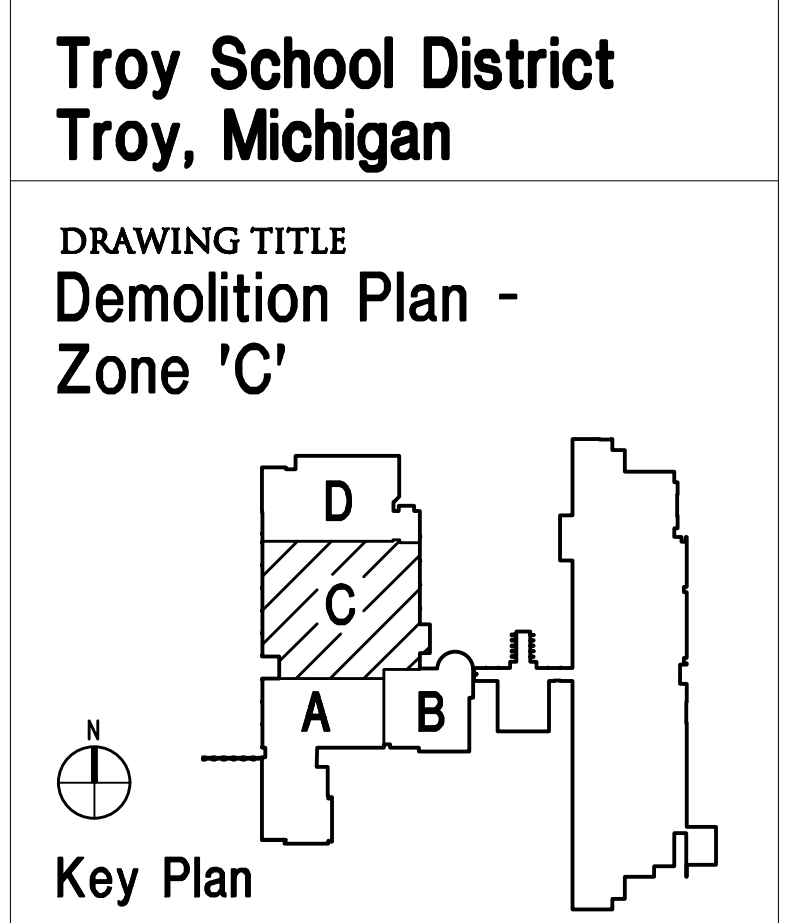 Troy School District
Troy, Michigan
DRAWING TITLE
Demolition Plan -
Zone 'C'
D
C
A
B
N
Key Plan